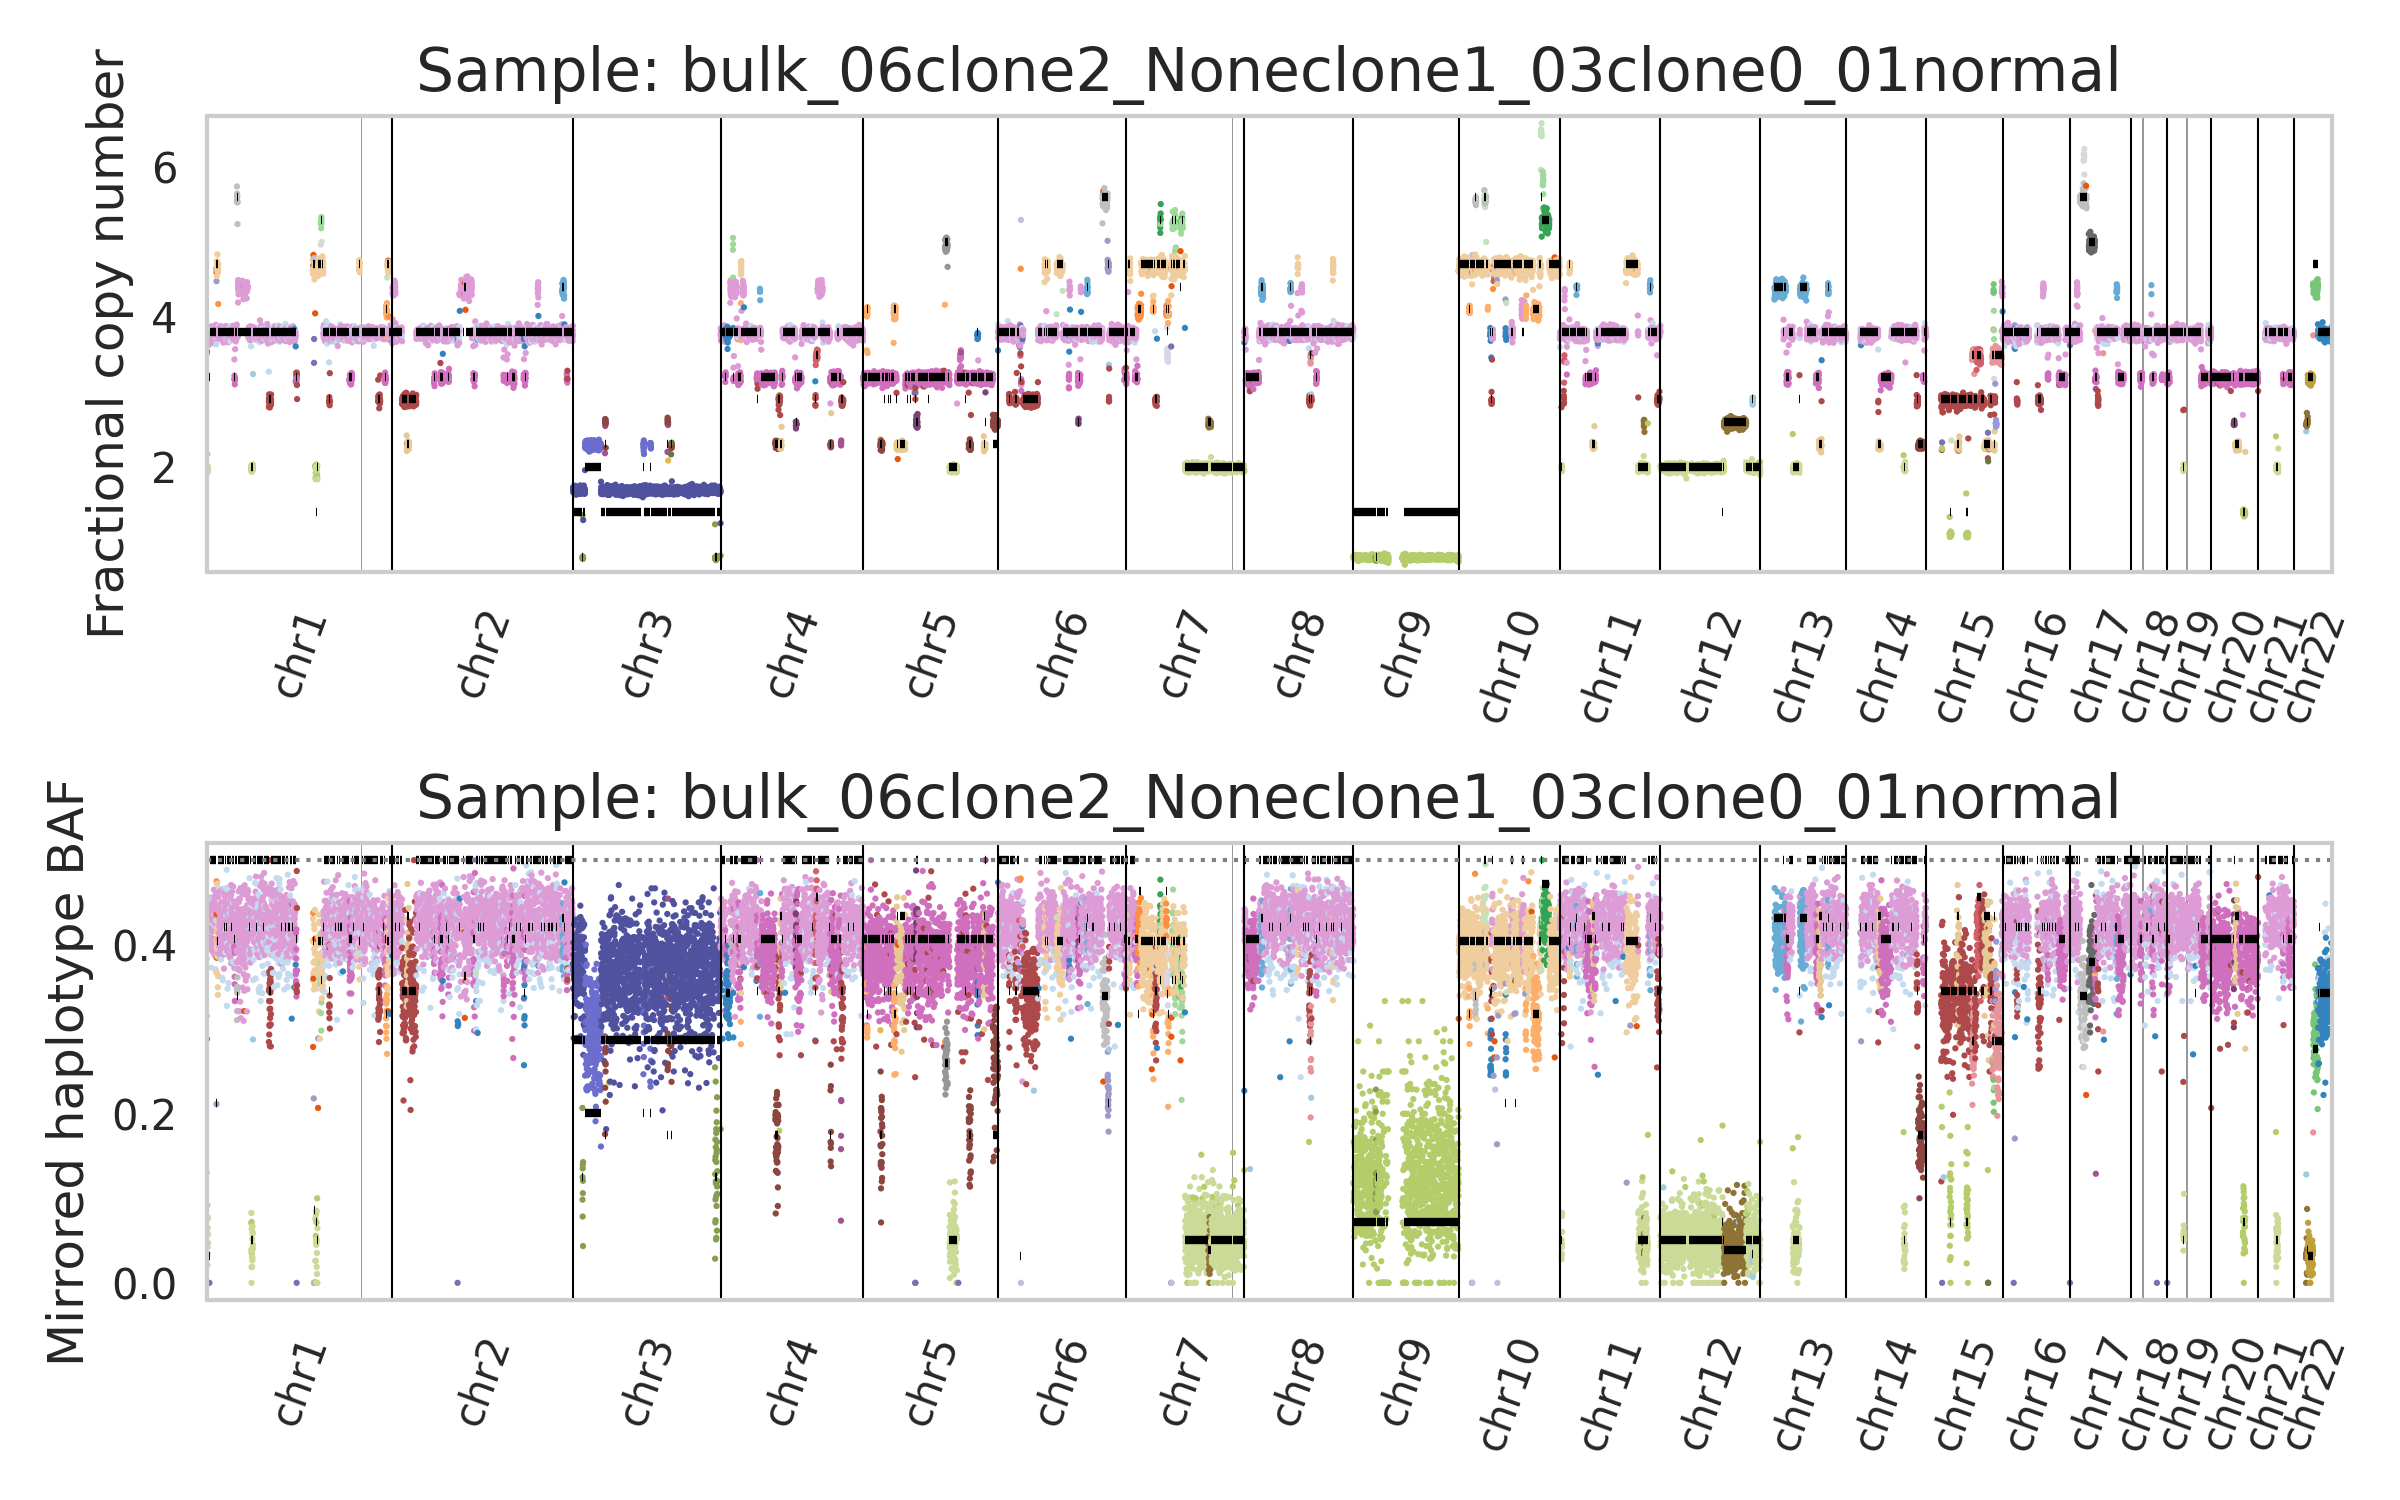 Sample: bulk_06clone2_Noneclone1_03clone0_01normal
Fractional copy number
6
4
2
chr1 chr2 chr3 chr4 chr5 chr6 chr7 chr8 chr9 chr10 chr11 chr12 chr13 chr14 chr15 chr16 chr17 chr18 chr19 chr20 chr21 chr22
Sample: bulk_06clone2_Noneclone1_03clone0_01normal
Mirrored haplotype BAF
0.4
0.2
0.0
chr1 chr2 chr3 chr4 chr5 chr6 chr7 chr8 chr9 chr10 chr11 chr12 chr13 chr14 chr15 chr16 chr17 chr18 chr19 chr20 chr21 chr22